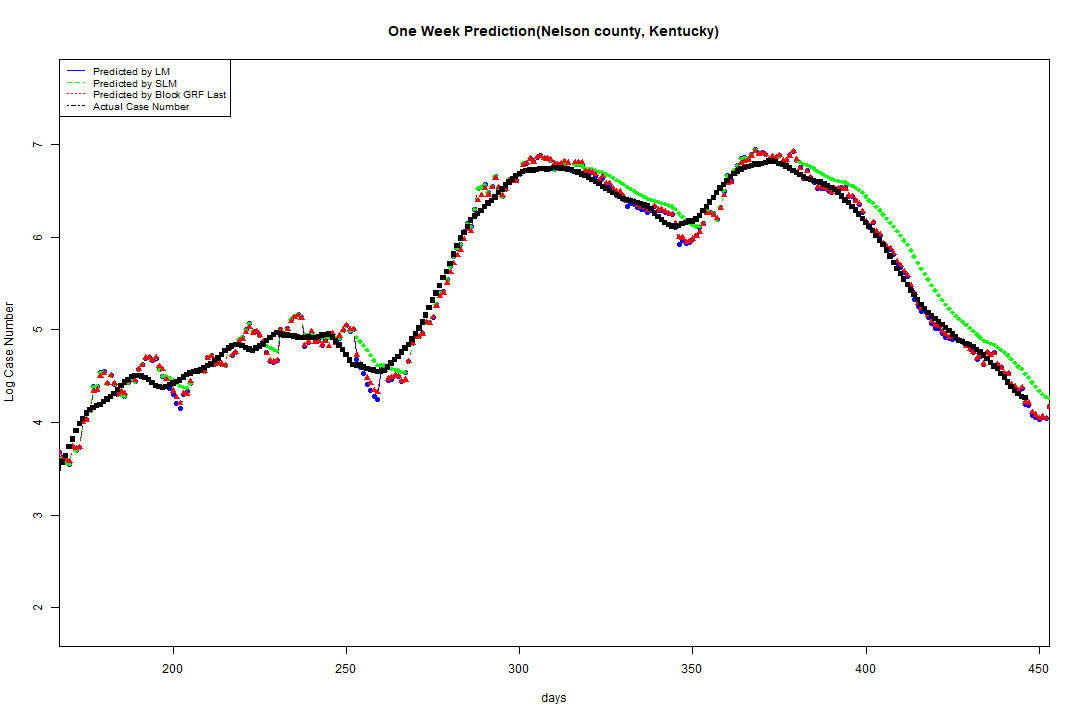 One Week Prediction(Nelson county, Kentucky)
Predicted by LM
Predicted by SLM
Predicted by Block GRF Last
Actual Case Number
7
6
5
4
3
2
Log Case Number
200 250 300 350 400 450
days